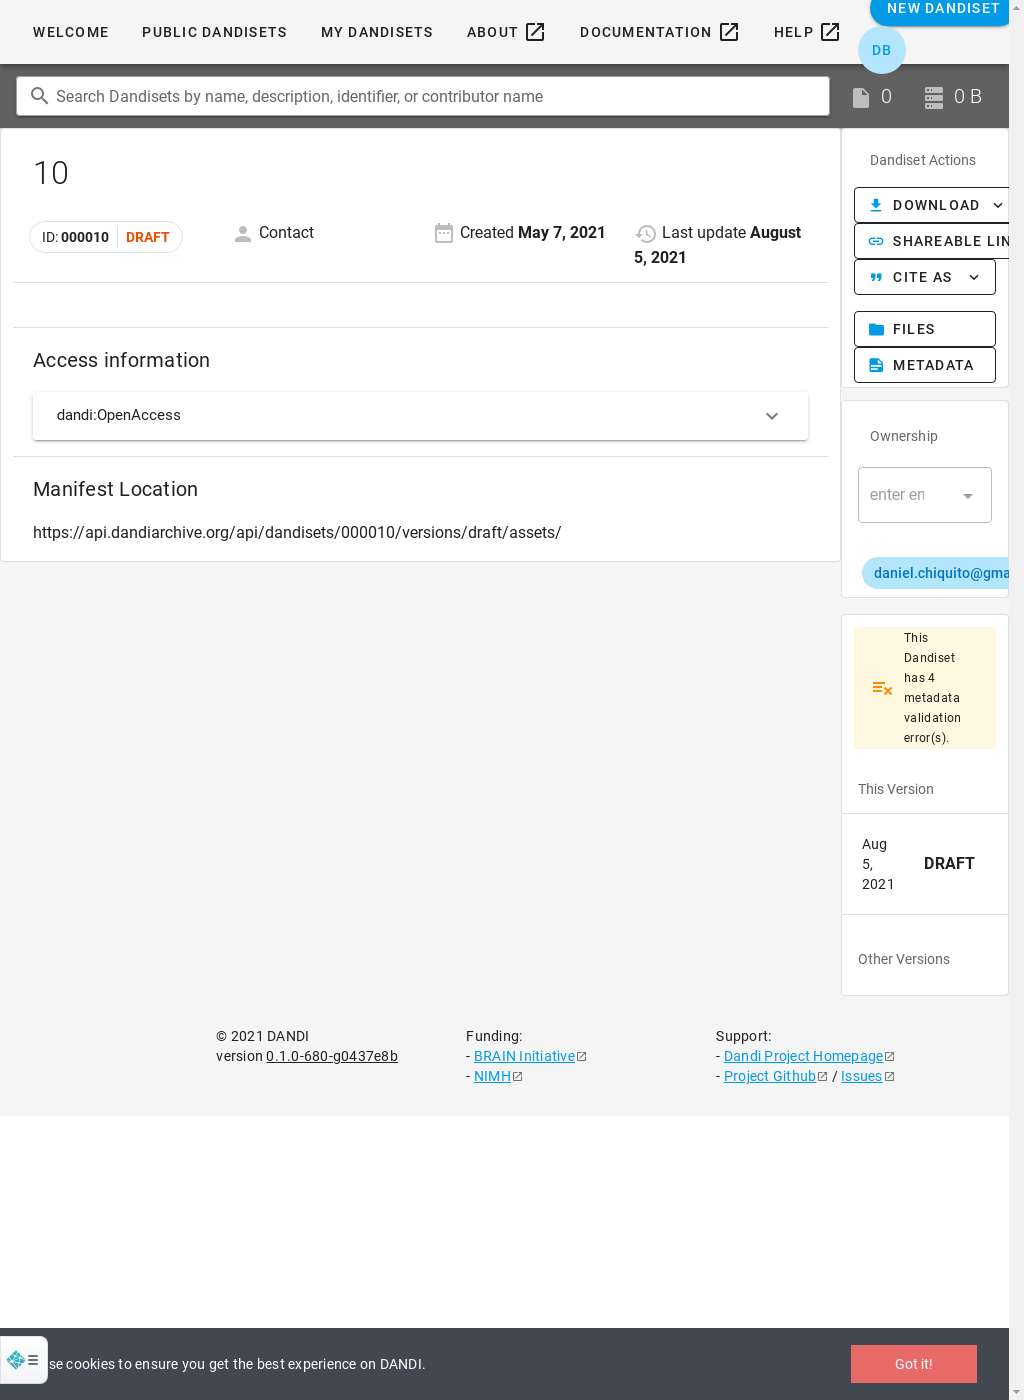 WELCOME
PUBLIC DANDISETS
MY DANDISETS
ABOUT
DOCUMENTATION
HELP
NEW DANDISET
DB
Search Dandisets by name, description, identifier, or contributor name
0
0 B
10
ID: 000010 DRAFT
Contact
Created May 7, 2021
Last update August
5, 2021
Access information
dandi:OpenAccess
Manifest Location
https://api.dandiarchive.org/api/dandisets/000010/versions/draft/assets/
Dandiset Actions
DOWNLOAD
SHAREABLE LIN
CITE AS
FILES
METADATA
Ownership
enter en
daniel.chiquito@gma
This
Dandiset
has 4
metadata
validation
error(s).
This Version
Aug
5,
2021
DRAFT
Other Versions
© 2021 DANDI
version 0.1.0-680-g0437e8b
Funding:
- BRAIN Initiative
- NIMH
Support:
- Dandi Project Homepage
- Project Github / Issues
se cookies to ensure you get the best experience on DANDI.
Got it!